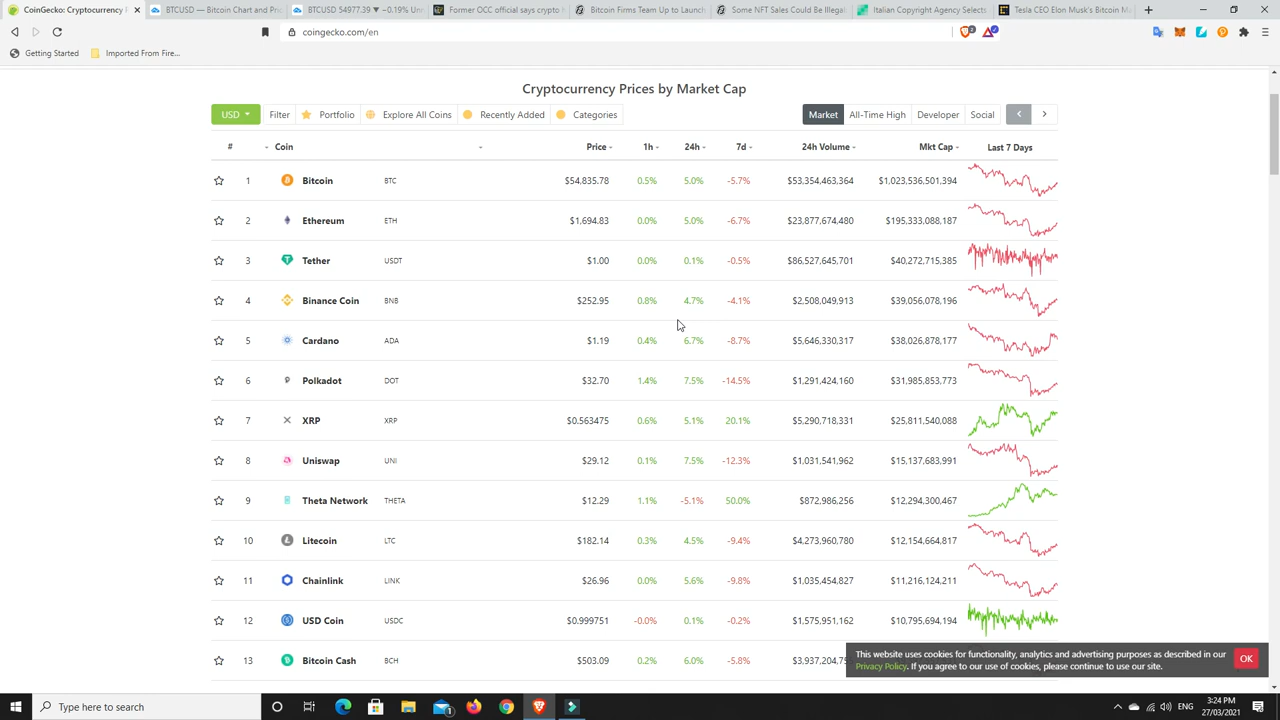 CoinGecko: Cryptocurrency P
BTCUSD — Bitcoin Chart and Pri
BTCUSD 54977.39 ▼ −0.19% Un
Former OCC official says crypto
Bitcoin Firms Team Up to Launch
Some NFT Sales Could Be Illegal
Italian Copyright Agency Selects
Tesla CEO Elon Musk's Bitcoin M
coingecko.com/en
Getting Started
Imported From Fire...
Cryptocurrency Prices by Market Cap
USD Filter Portfolio Explore All Coins Recently Added Categories Market All-Time High Developer Social
# Coin Price 1h 24h 7d 24h Volume Mkt Cap Last 7 Days
1 Bitcoin BTC $54,835.78 0.5% 5.0% -5.7% $53,354,463,364 $1,023,536,501,394
2 Ethereum ETH $1,694.83 0.0% 5.0% -6.7% $23,877,674,480 $195,333,088,187
3 Tether USDT $1.00 0.0% 0.1% -0.5% $86,527,645,701 $40,272,715,385
4 Binance Coin BNB $252.95 0.8% 4.7% -4.1% $2,508,049,913 $39,056,078,196
5 Cardano ADA $1.19 0.4% 6.7% -8.7% $5,646,330,317 $38,026,878,177
6 Polkadot DOT $32.70 1.4% 7.5% -14.5% $1,291,424,160 $31,985,853,773
7 XRP XRP $0.563475 0.6% 5.1% 20.1% $5,290,718,331 $25,811,540,088
8 Uniswap UNI $29.12 0.1% 7.5% -12.3% $1,031,541,962 $15,137,683,991
9 Theta Network THETA $12.29 1.1% -5.1% 50.0% $872,986,256 $12,294,300,467
10 Litecoin LTC $182.14 0.3% 4.5% -9.4% $4,273,960,780 $12,154,664,817
11 Chainlink LINK $26.96 0.0% 5.6% -9.8% $1,035,454,827 $11,216,124,211
12 USD Coin USDC $0.999751 -0.0% 0.1% -0.2% $1,575,951,162 $10,795,694,194
13 Bitcoin Cash BCH $503.09 0.2% 6.0% -5.8% $3,937,204,75
This website uses cookies for functionality, analytics and advertising purposes as described in our
Privacy Policy. If you agree to our use of cookies, please continue to use our site.
OK
Type here to search
ENG
3:24 PM
27/03/2021